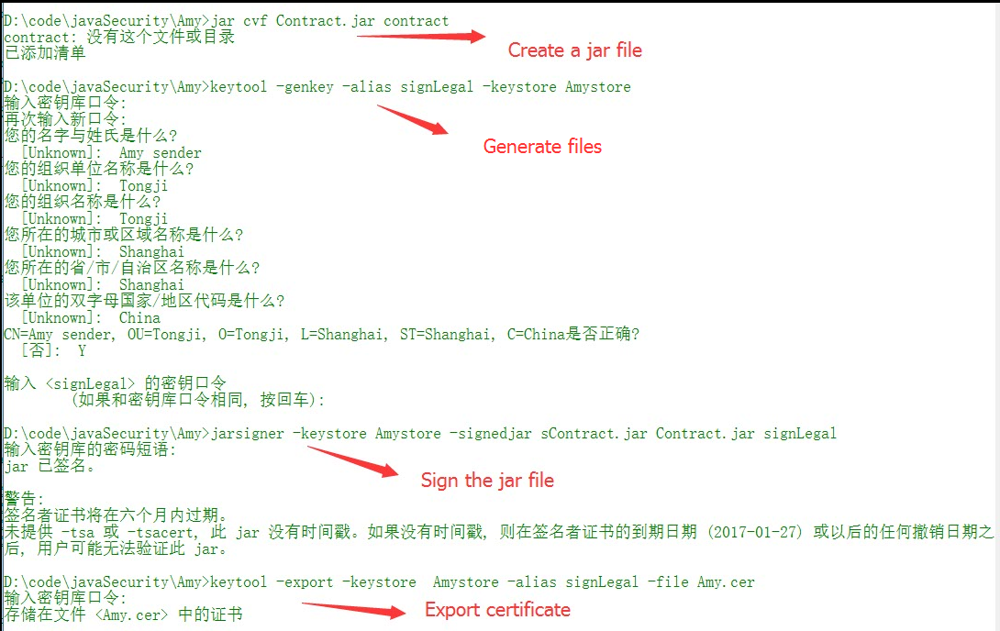 D:\code\javaSecurity\Amy>jar cvf Contract.jar contract
contract: 没有这个文件或目录
已添加清单
Create a jar file
D:\code\javaSecurity\Amy>keytool -genkey -alias signLegal -keystore Amystore
输入密钥库口令:
再次输入新口令:
您的名字与姓氏是什么?
Generate files
[Unknown]:  Amy sender
您的组织单位名称是什么?
[Unknown]:  Tongji
您的组织名称是什么?
[Unknown]:  Tongji
您所在的城市或区域名称是什么?
[Unknown]:  Shanghai
您所在的省/市/自治区名称是什么?
[Unknown]:  Shanghai
该单位的双字母国家/地区代码是什么?
[Unknown]:  China
CN=Amy sender, OU=Tongji, O=Tongji, L=Shanghai, ST=Shanghai, C=China是否正确?
[否]:  Y
输入 <signLegal> 的密钥口令
(如果和密钥库口令相同, 按回车):
D:\code\javaSecurity\Amy>jarsigner -keystore Amystore -signedjar sContract.jar Contract.jar signLegal
输入密钥库的密码短语:
jar 已签名。
Sign the jar file
警告:
签名者证书将在六个月内过期。
未提供 -tsa 或 -tsacert, 此 jar 没有时间戳。如果没有时间戳, 则在签名者证书的到期日期 (2017-01-27) 或以后的任何撤销日期之
后, 用户可能无法验证此 jar。
D:\code\javaSecurity\Amy>keytool -export -keystore  Amystore -alias signLegal -file Amy.cer
输入密钥库口令:
存储在文件 <Amy.cer> 中的证书
Export certificate